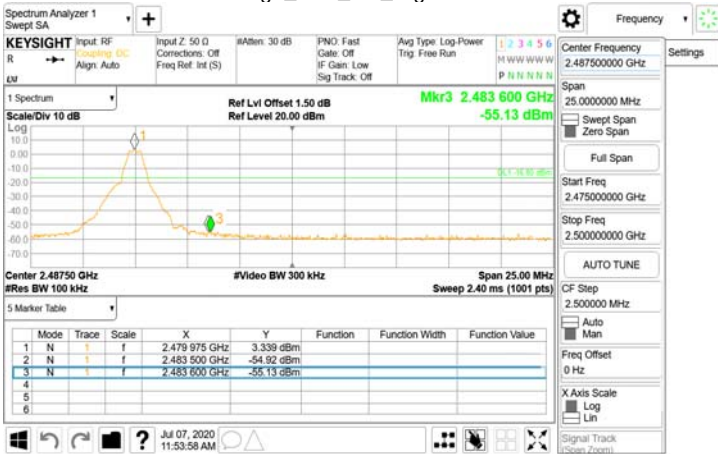 Spectrum Analyzer 1
Swept SA
Frequency
KEYSIGHT
R
Input: RF
Coupling: DC
Align: Auto
Input Z: 50 Ω
Corrections: Off
Freq Ref: Int (S)
#Atten: 30 dB
PNO: Fast
Gate: Off
IF Gain: Low
Sig Track: Off
Avg Type: Log-Power
Trig: Free Run
1 2 3 4 5 6
M W W W W W
P N N N N N
Center Frequency
2.487500000 GHz
Settings
Span
25.0000000 MHz
Swept Span
Zero Span
Full Span
Start Freq
2.475000000 GHz
Stop Freq
2.500000000 GHz
AUTO TUNE
CF Step
2.500000 MHz
Auto
Man
Freq Offset
0 Hz
X Axis Scale
Log
Lin
Signal Track
(Span Zoom)
1 Spectrum
Scale/Div 10 dB
Log
Ref Lvl Offset 1.50 dB
Ref Level 20.00 dBm
Mkr3 2.483 600 GHz
-55.13 dBm
10.0
0.00
-10.0
-20.0
-30.0
-40.0
-50.0
-60.0
-70.0
1
3
Center 2.48750 GHz
#Res BW 100 kHz
#Video BW 300 kHz
Span 25.00 MHz
Sweep 2.40 ms (1001 pts)
5 Marker Table
Mode Trace Scale X Y Function Function Width Function Value
1 N 1 f 2.479 975 GHz 3.339 dBm
2 N 1 f 2.483 500 GHz -54.92 dBm
3 N 1 f 2.483 600 GHz -55.13 dBm
4
5
6
Jul 07, 2020
11:53:58 AM